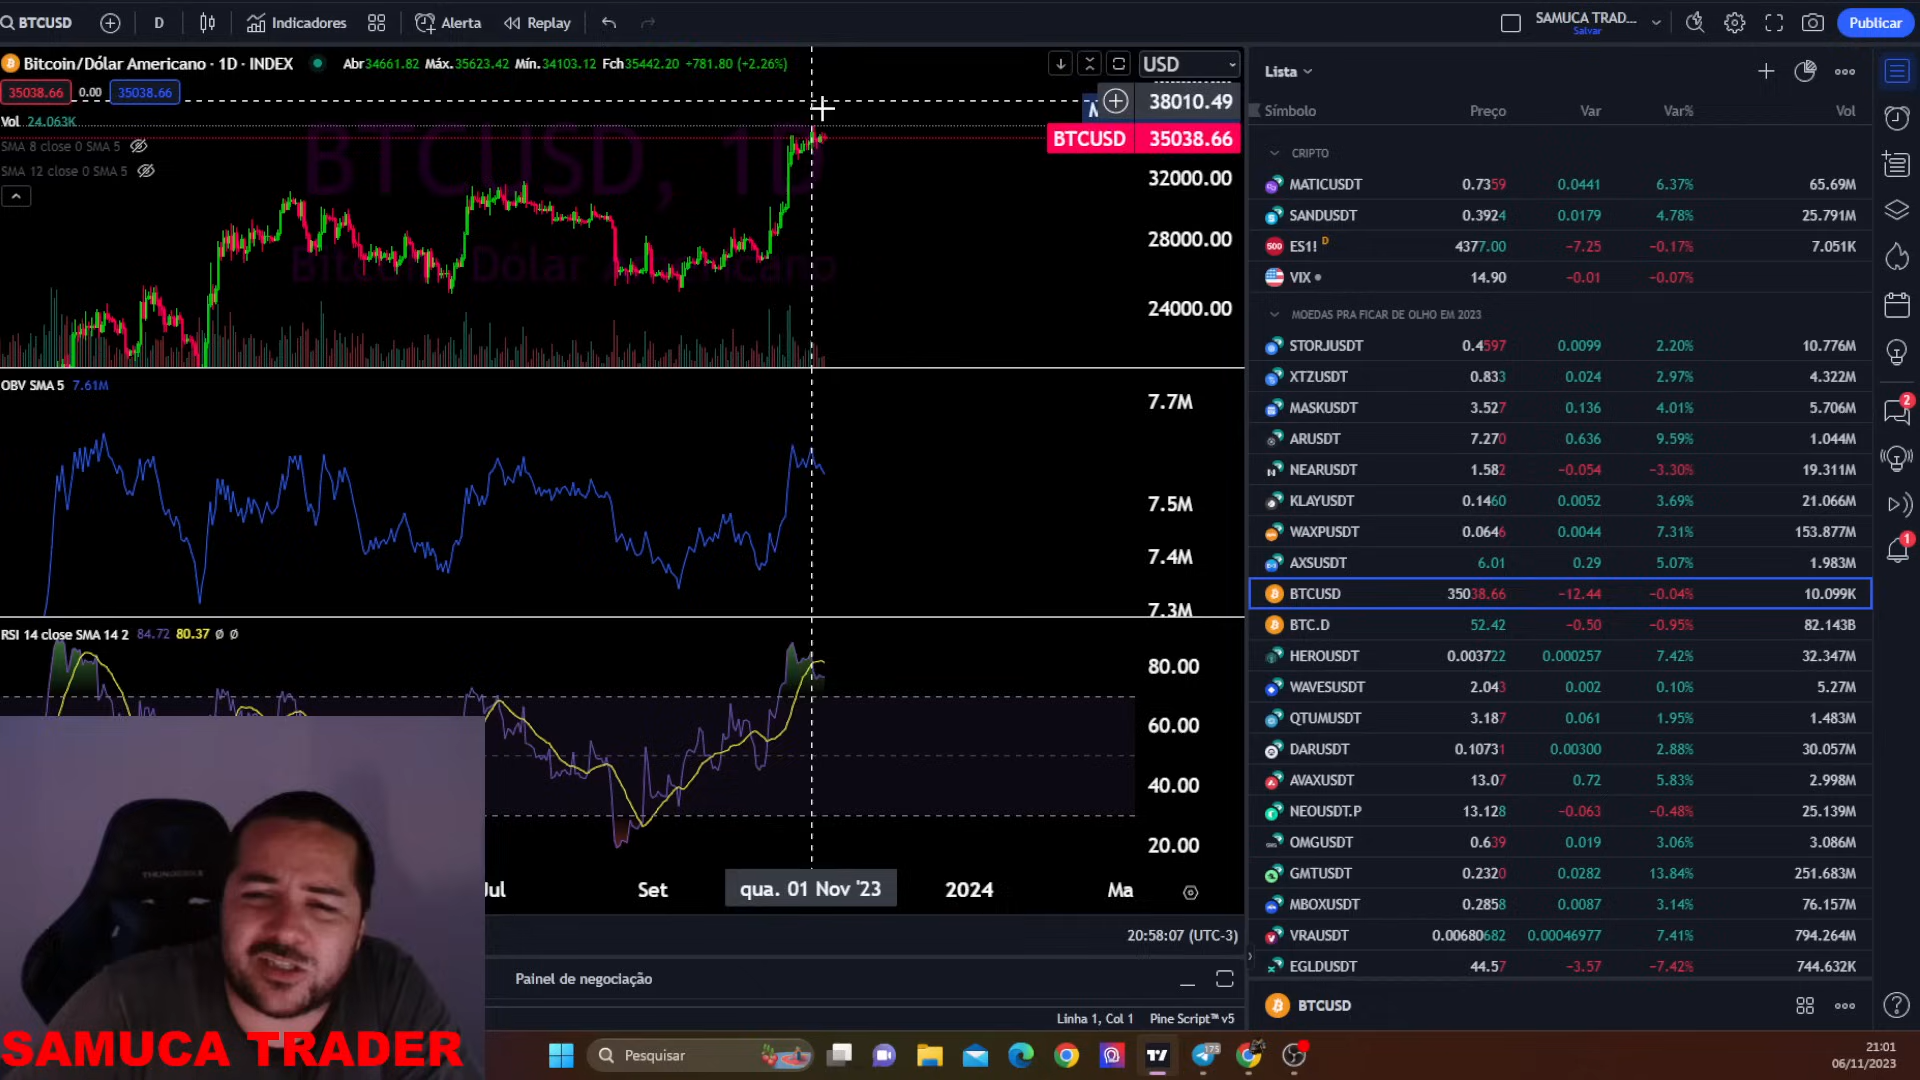 BTCUSD
D
Indicadores
Alerta
Replay
SAMUCA TRAD...
Salvar
Publicar
Bitcoin/Dólar Americano · 1D · INDEX
Abr34661.82 Máx.35623.42 Mín.34103.12 Fch35442.20 +781.80 (+2.26%)
USD
35038.66 0.00 35038.66
38010.49
Vol 24.063K
BTCUSD 35038.66
SMA 8 close 0 SMA 5
SMA 12 close 0 SMA 5
BTCUSD, 1D
Bitcoin/Dólar Americano
32000.00
28000.00
24000.00
OBV SMA 5 7.61M
7.7M
7.5M
7.4M
7.3M
RSI 14 close SMA 14 2 84.72 80.37 Ø Ø
80.00
60.00
40.00
20.00
Jul Set qua. 01 Nov '23 2024 Ma
20:58:07 (UTC-3)
Painel de negociação
Linha 1, Col 1 Pine Script™ v5
Lista
Símbolo Preço Var Var% Vol
CRIPTO
MATICUSDT 0.7359 0.0441 6.37% 65.69M
SANDUSDT 0.3924 0.0179 4.78% 25.791M
500 ES1! D 4377.00 −7.25 −0.17% 7.051K
VIX 14.90 −0.01 −0.07%
MOEDAS PRA FICAR DE OLHO EM 2023
STORJUSDT 0.4597 0.0099 2.20% 10.776M
XTZUSDT 0.833 0.024 2.97% 4.322M
MASKUSDT 3.527 0.136 4.01% 5.706M
ARUSDT 7.270 0.636 9.59% 1.044M
NEARUSDT 1.582 −0.054 −3.30% 19.311M
KLAYUSDT 0.1460 0.0052 3.69% 21.066M
WAXPUSDT 0.0646 0.0044 7.31% 153.877M
AXSUSDT 6.01 0.29 5.07% 1.983M
BTCUSD 35038.66 −12.44 −0.04% 10.099K
BTC.D 52.42 −0.50 −0.95% 82.143B
HEROUSDT 0.003722 0.000257 7.42% 32.347M
WAVESUSDT 2.043 0.002 0.10% 5.27M
QTUMUSDT 3.187 0.061 1.95% 1.483M
DARUSDT 0.10731 0.00300 2.88% 30.057M
AVAXUSDT 13.07 0.72 5.83% 2.998M
NEOUSDT.P 13.128 −0.063 −0.48% 25.139M
OMGUSDT 0.639 0.019 3.06% 3.086M
GMTUSDT 0.2320 0.0282 13.84% 251.683M
MBOXUSDT 0.2858 0.0087 3.14% 76.157M
VRAUSDT 0.00680682 0.00046977 7.41% 794.264M
EGLDUSDT 44.57 −3.57 −7.42% 744.632K
BTCUSD
2
1
SAMUCA TRADER
Pesquisar
175
21:01
06/11/2023